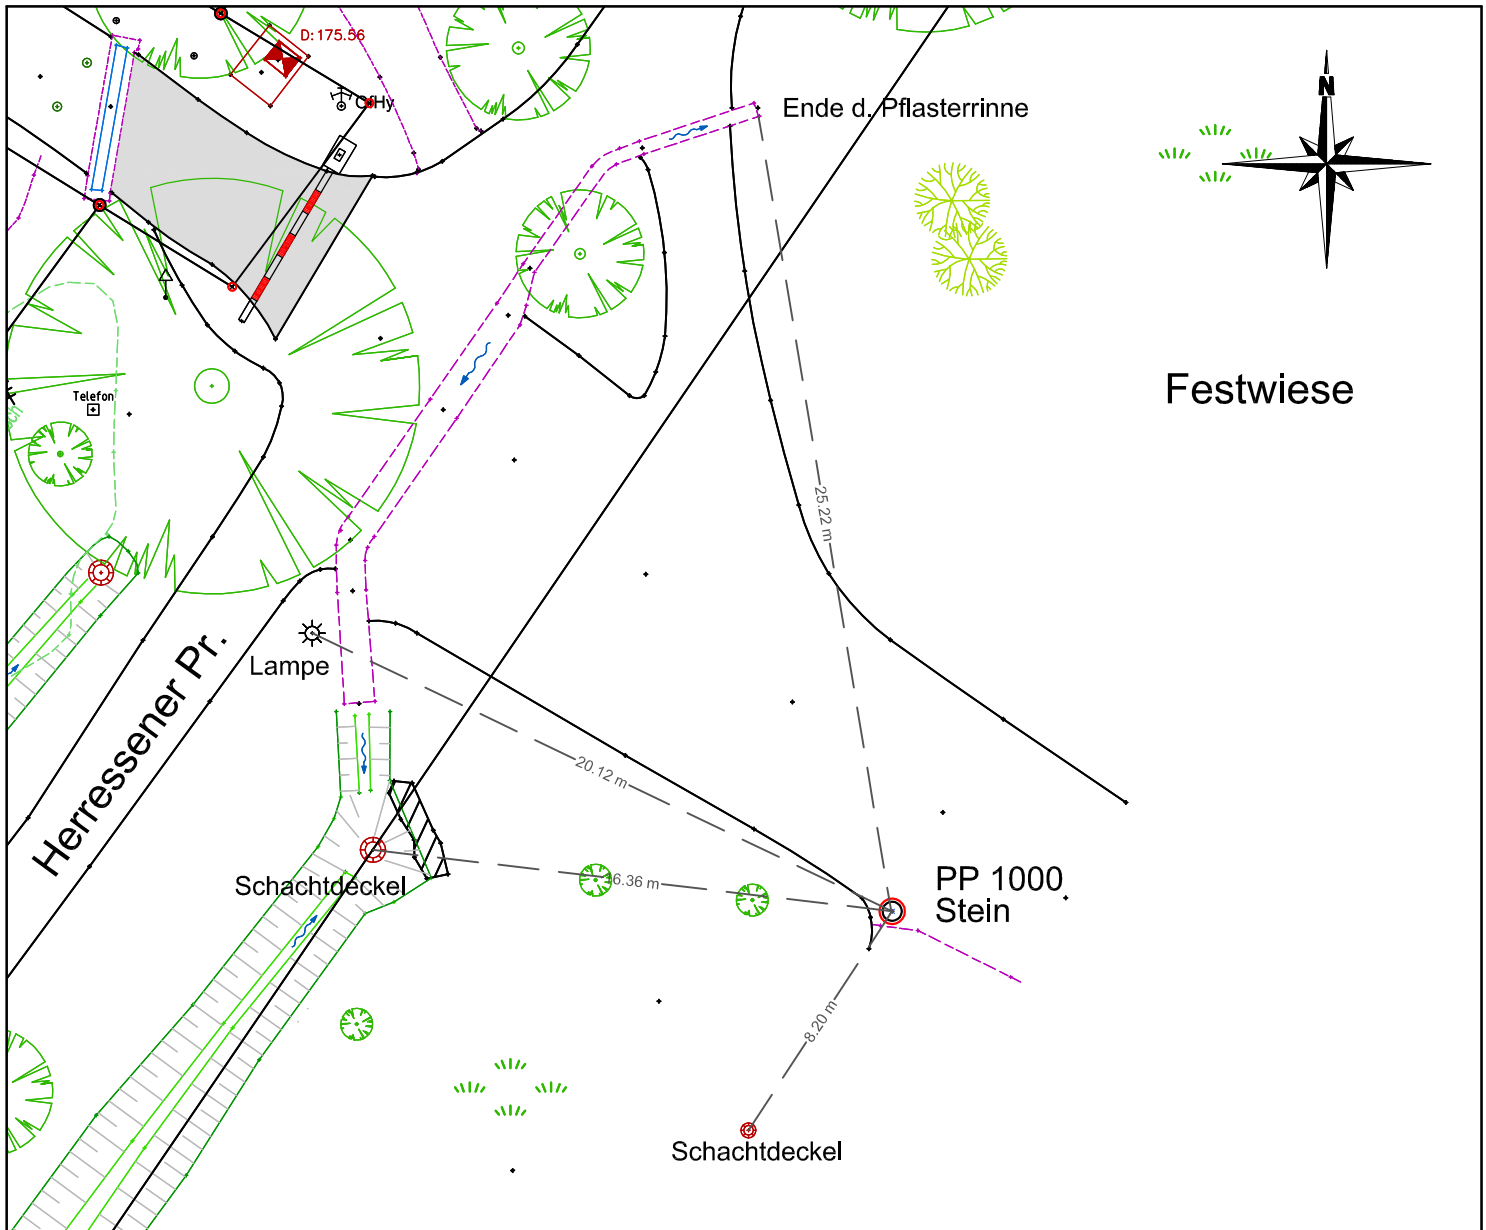 D: 175.56
OfHy
Ende d. Pflasterrinne
N
Festwiese
Telefon
25.22 m
Herressener Pr.
Lampe
20.12 m
Schachtdeckel
16.36 m
PP 1000
Stein
8.20 m
Schachtdeckel